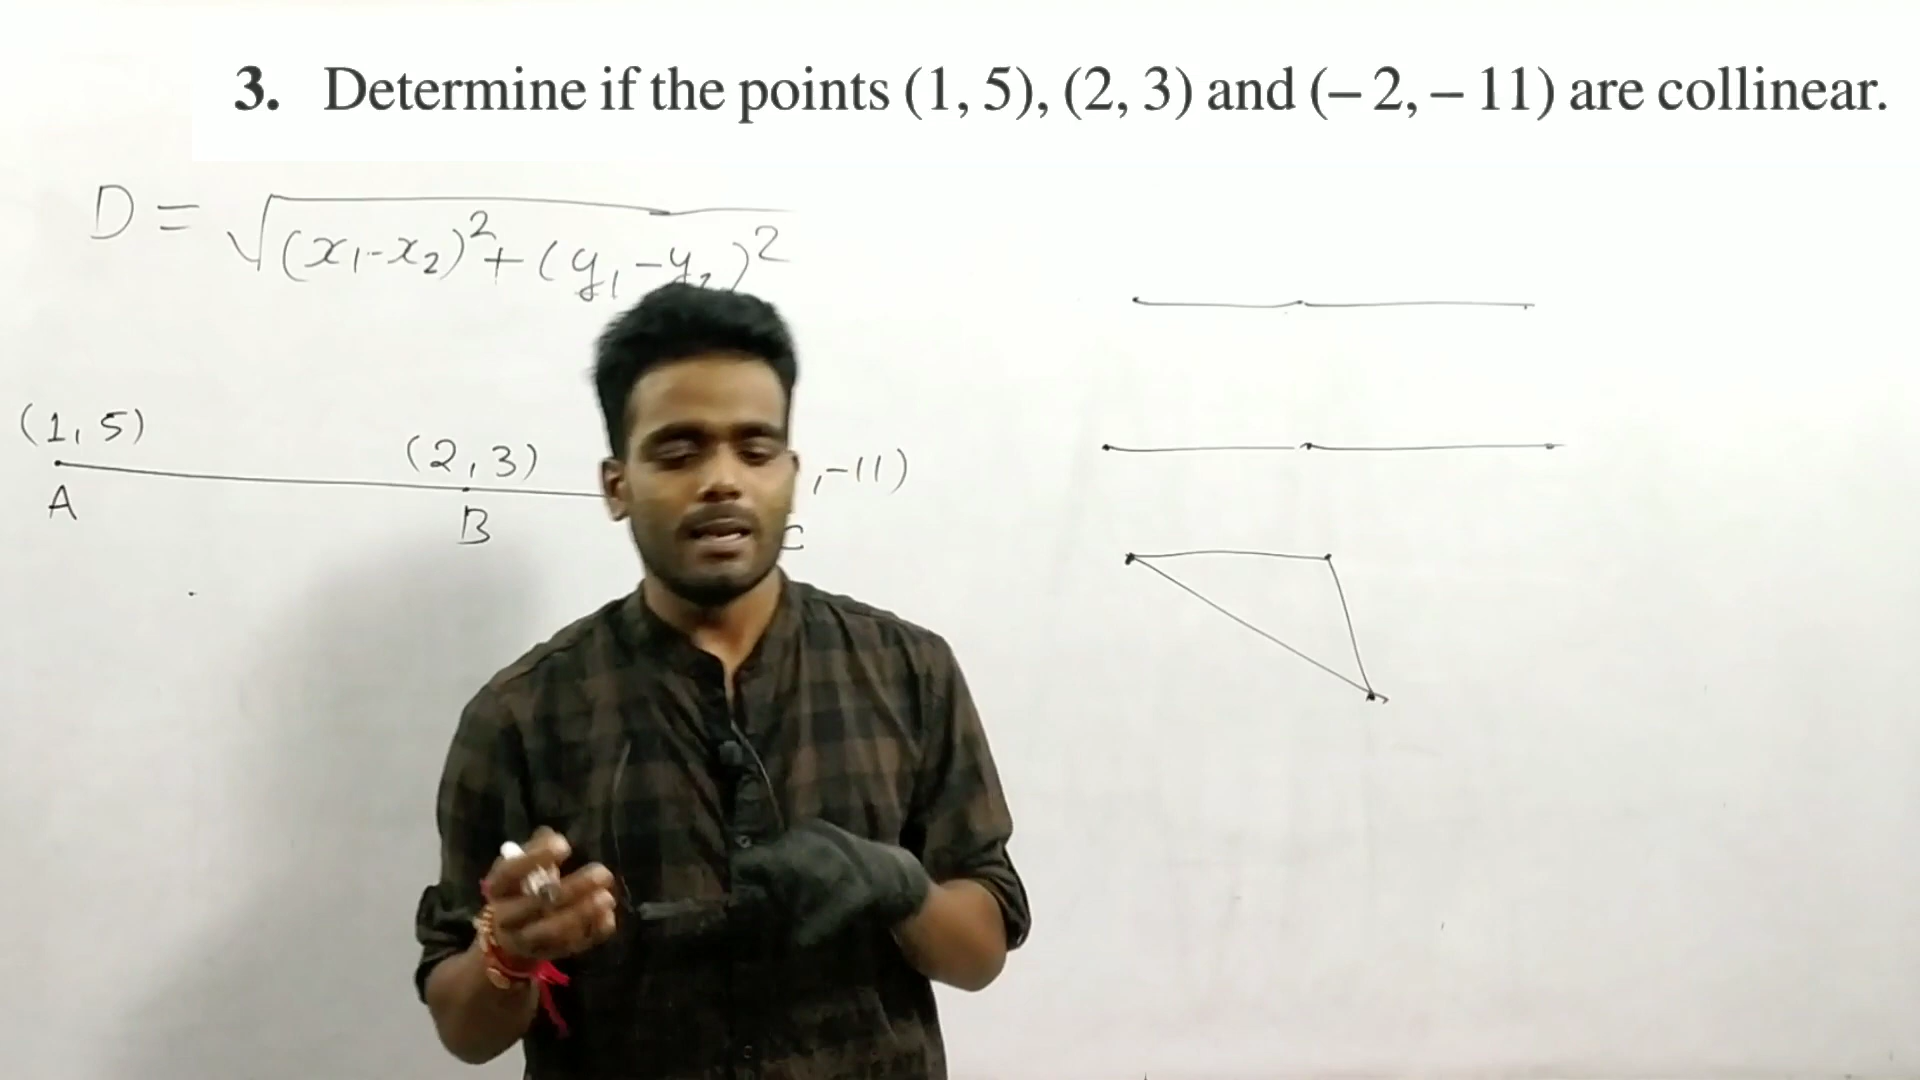 3. Determine if the points (1, 5), (2, 3) and (– 2, – 11) are collinear.
D = √(x₁-x₂)² + (y₁-y₂)²
(1, 5)
(2, 3)
, -11)
A
B
C